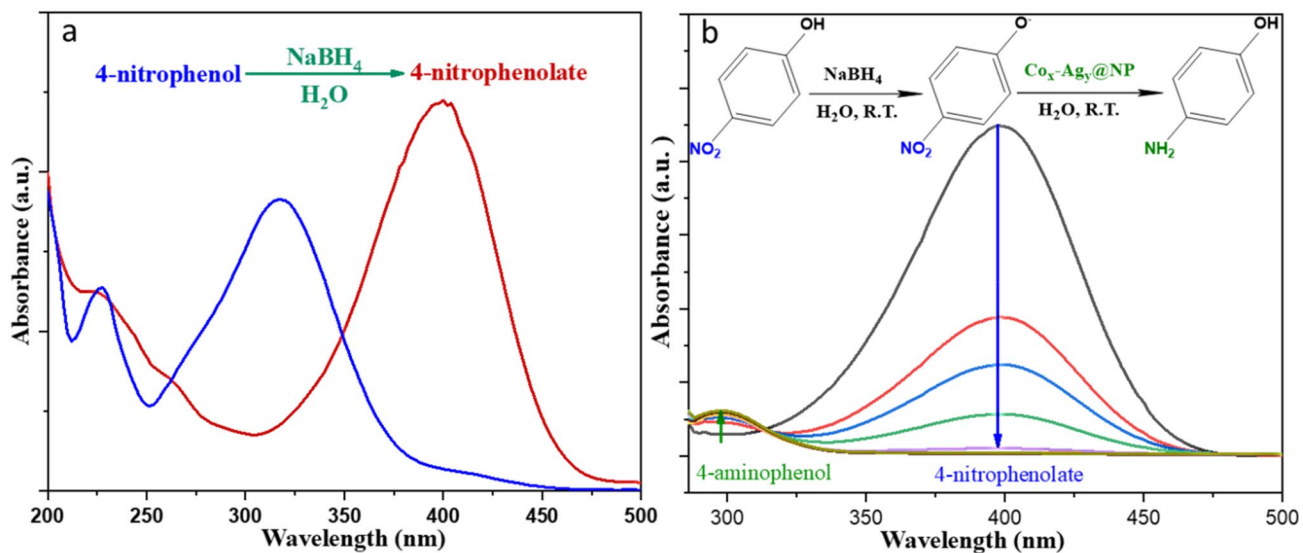 a
NaBH₄
4-nitrophenol
4-nitrophenolate
H₂O
Absorbance (a.u.)
200 250 300 350 400 450 500
Wavelength (nm)
b
OH
O⁻
OH
NaBH₄
H₂O, R.T.
Coₓ-Agᵧ@NP
H₂O, R.T.
NO₂
NO₂
NH₂
Absorbance (a.u.)
4-aminophenol
4-nitrophenolate
300 350 400 450 500
Wavelength (nm)